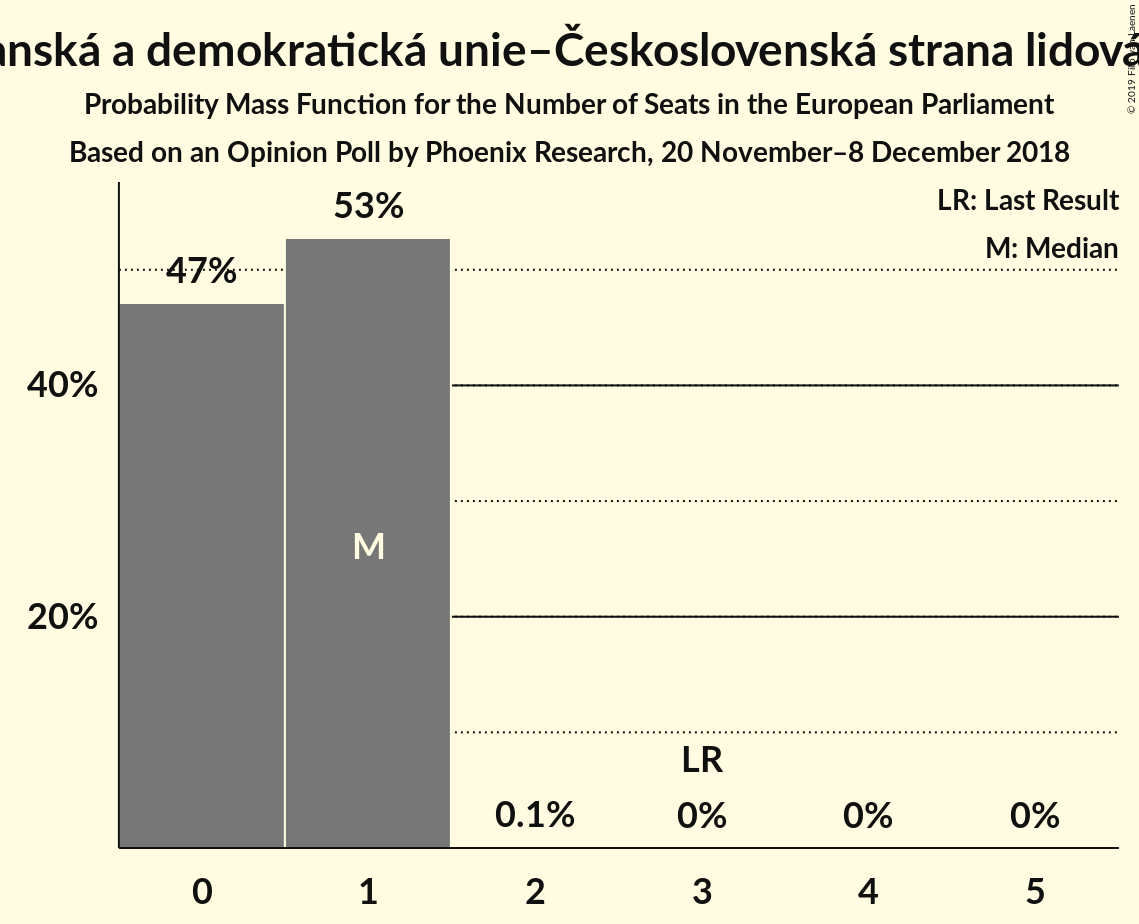 a demokratická unie–Československá strana
Probability Mass Function for the Number of Seats in the European Parliament
Based on an Opinion Poll by Phoenix Research, 20 November–8 December 2018
LR: Last Result
M: Median
53%
47%
40%
M
20%
LR
0.1%
0%
0%
0%
0
1
2
3
4
5
© 2019